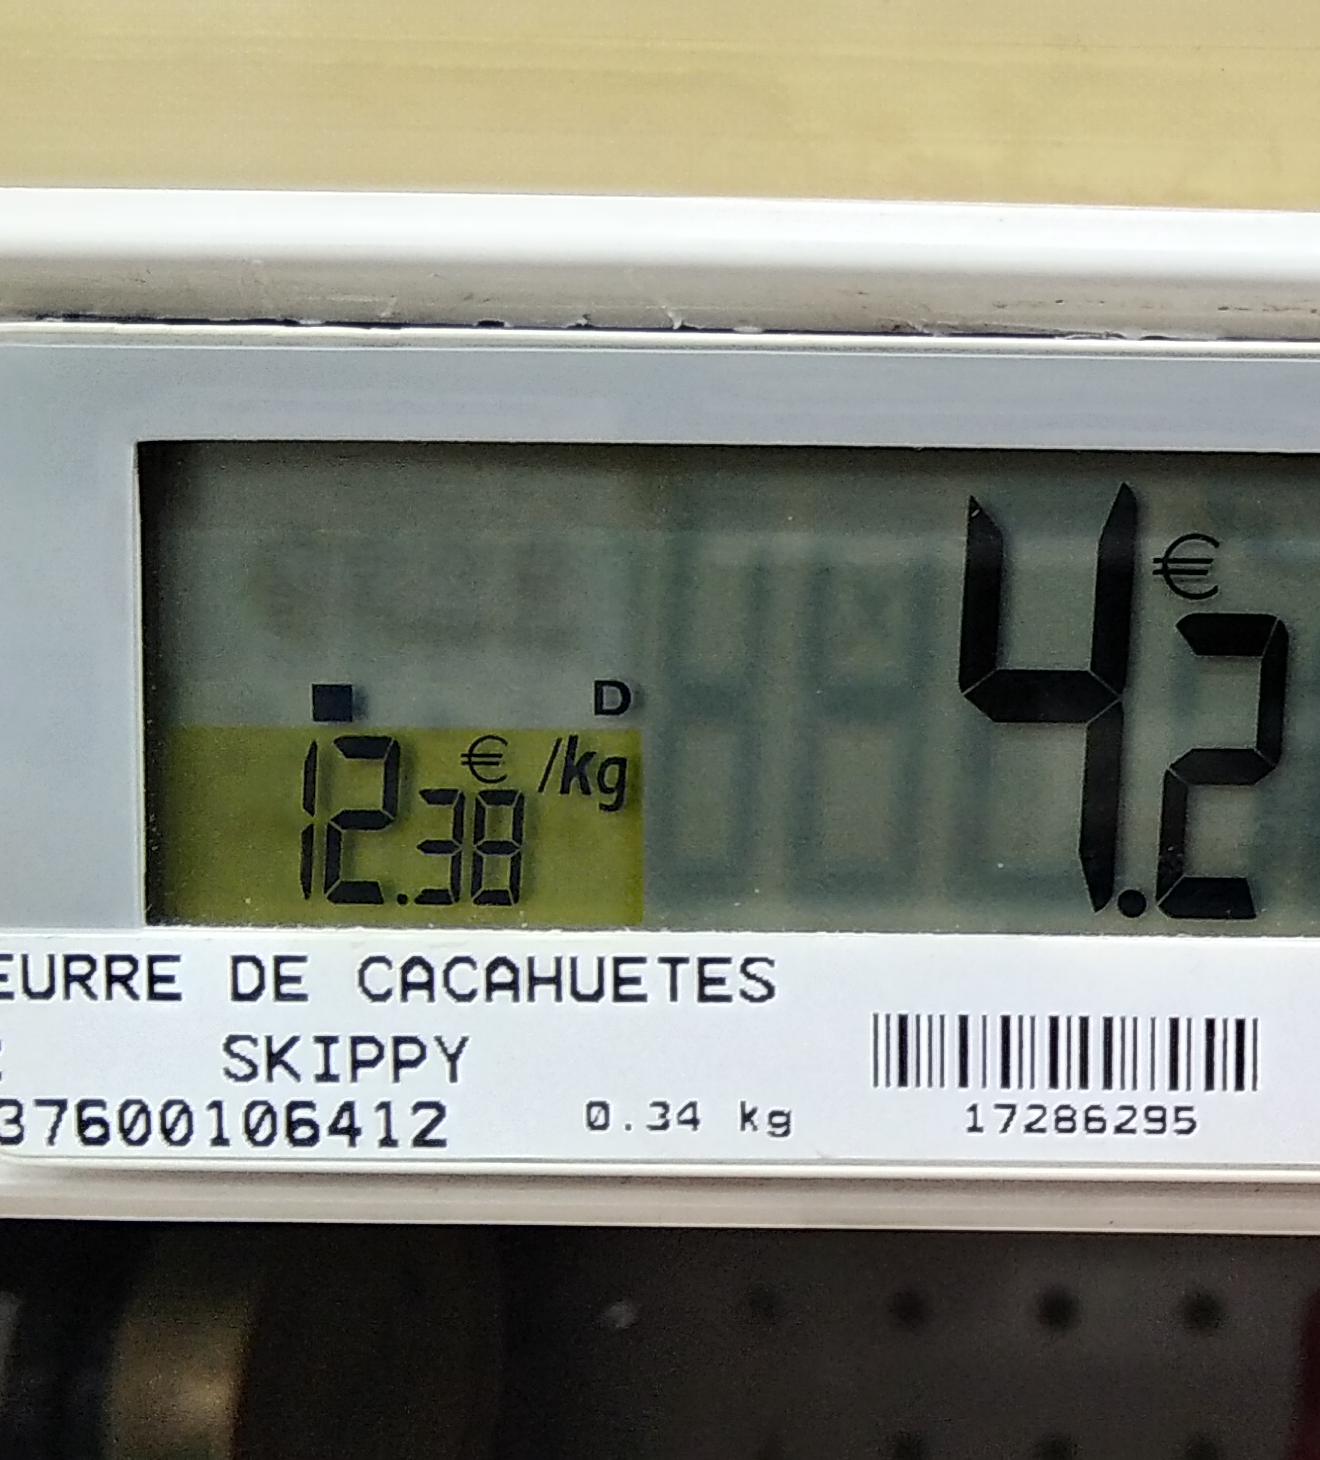 4.2 €
D
12.38 € /kg
EURRE DE CACAHUETES
SKIPPY
37600106412
0.34 kg
17286295